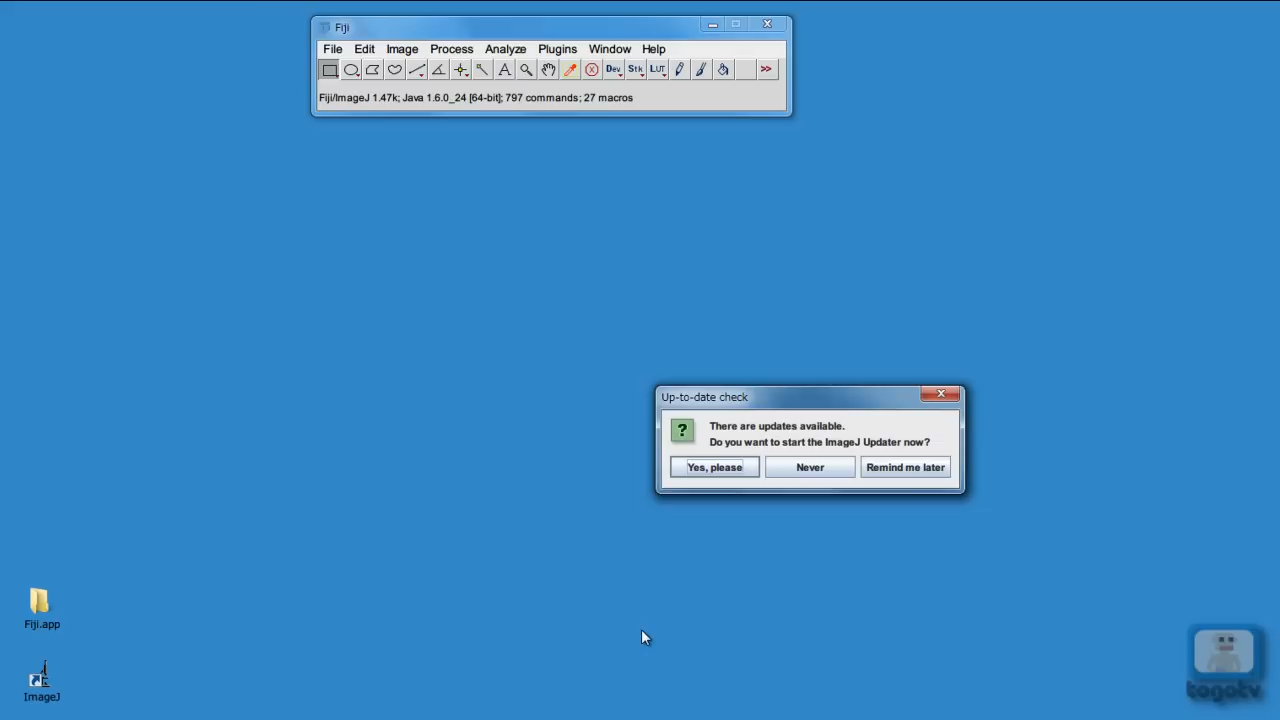 Fiji
File Edit Image Process Analyze Plugins Window Help
Dev Stk LUT >>
Fiji/ImageJ 1.47k; Java 1.6.0_24 [64-bit]; 797 commands; 27 macros
Up-to-date check
There are updates available.
Do you want to start the ImageJ Updater now?
Yes, please Never Remind me later
Fiji.app
ImageJ
togotv